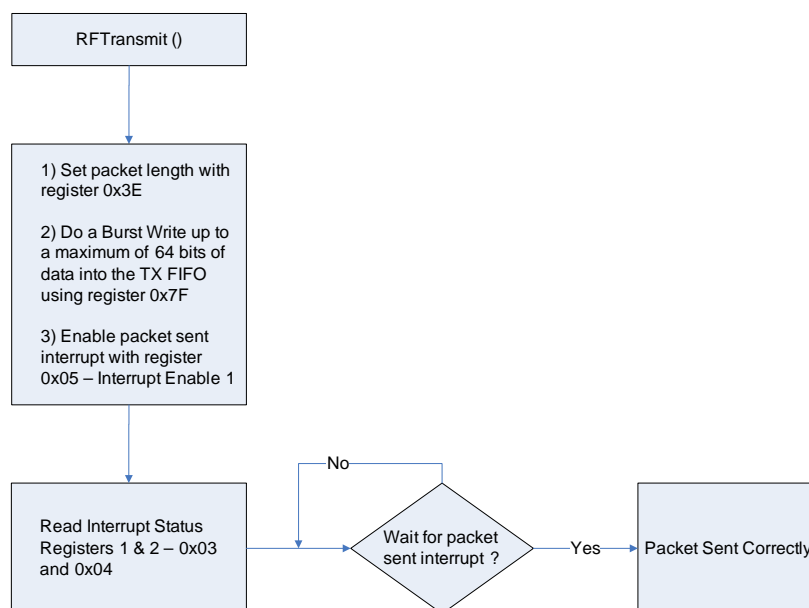 RFTransmit ()
1) Set packet length with
register 0x3E
2) Do a Burst Write up to
a maximum of 64 bits of
data into the TX FIFO
using register 0x7F
3) Enable packet sent
interrupt with register
0x05 – Interrupt Enable 1
Read Interrupt Status
Registers 1 & 2 – 0x03
and 0x04
No
Wait for packet
sent interrupt ?
Yes
Packet Sent Correctly